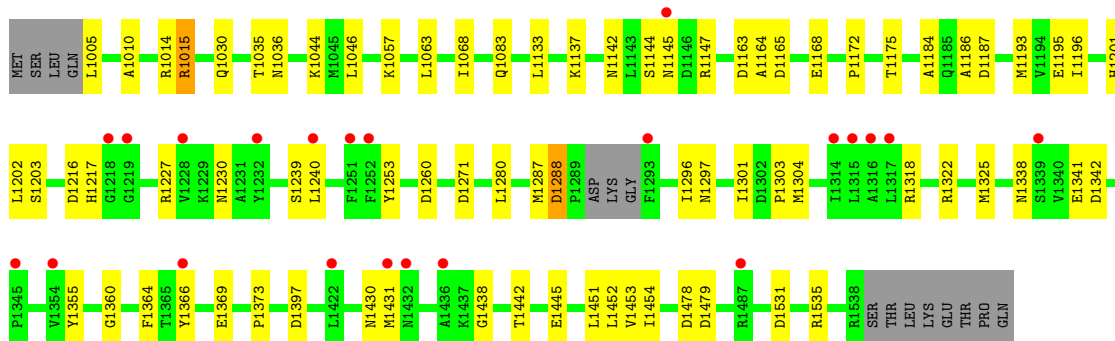 MET SER LEU GLN L1005 A1010 R1014 R1015 Q1030 T1035 N1036 K1044 M1045 L1046 K1057 L1063 I1068 Q1083 L1133 K1137 N1142 L1143 S1144 N1145 D1146 R1147 D1163 A1164 D1165 E1168 P1172 T1175 A1184 Q1185 A1186 D1187 M1193 V1194 E1195 I1196 H1201
L1202 S1203 D1216 H1217 G1218 G1219 R1227 V1228 K1229 N1230 A1231 Y1232 S1239 L1240 F1251 F1252 Y1253 D1260 D1271 L1280 M1287 D1288 P1289 ASP LYS GLY F1293 I1296 N1297 I1301 D1302 P1303 M1304 I1314 L1315 A1316 L1317 R1318 R1322 M1325 N1338 S1339 V1340 E1341 D1342
P1345 V1354 Y1355 G1360 F1364 T1365 Y1366 E1369 P1373 D1397 L1422 N1430 M1431 N1432 A1436 K1437 G1438 T1442 E1445 L1451 L1452 V1453 I1454 D1478 D1479 R1487 D1531 R1535 R1538 SER THR LEU LYS GLU THR PRO GLN